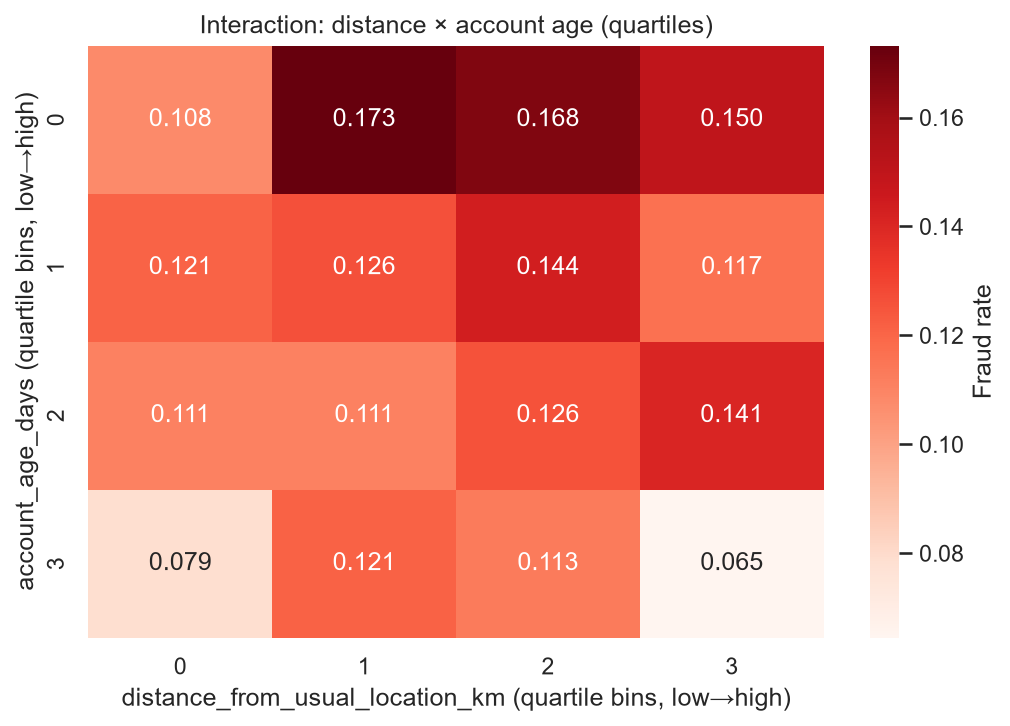 Interaction: distance × account age (quartiles)
account_age_days (quartile bins, low→high)
0 0.108 0.173 0.168 0.150
1 0.121 0.126 0.144 0.117
2 0.111 0.111 0.126 0.141
3 0.079 0.121 0.113 0.065
0 1 2 3
distance_from_usual_location_km (quartile bins, low→high)
0.16
0.14
0.12
0.10
0.08
Fraud rate